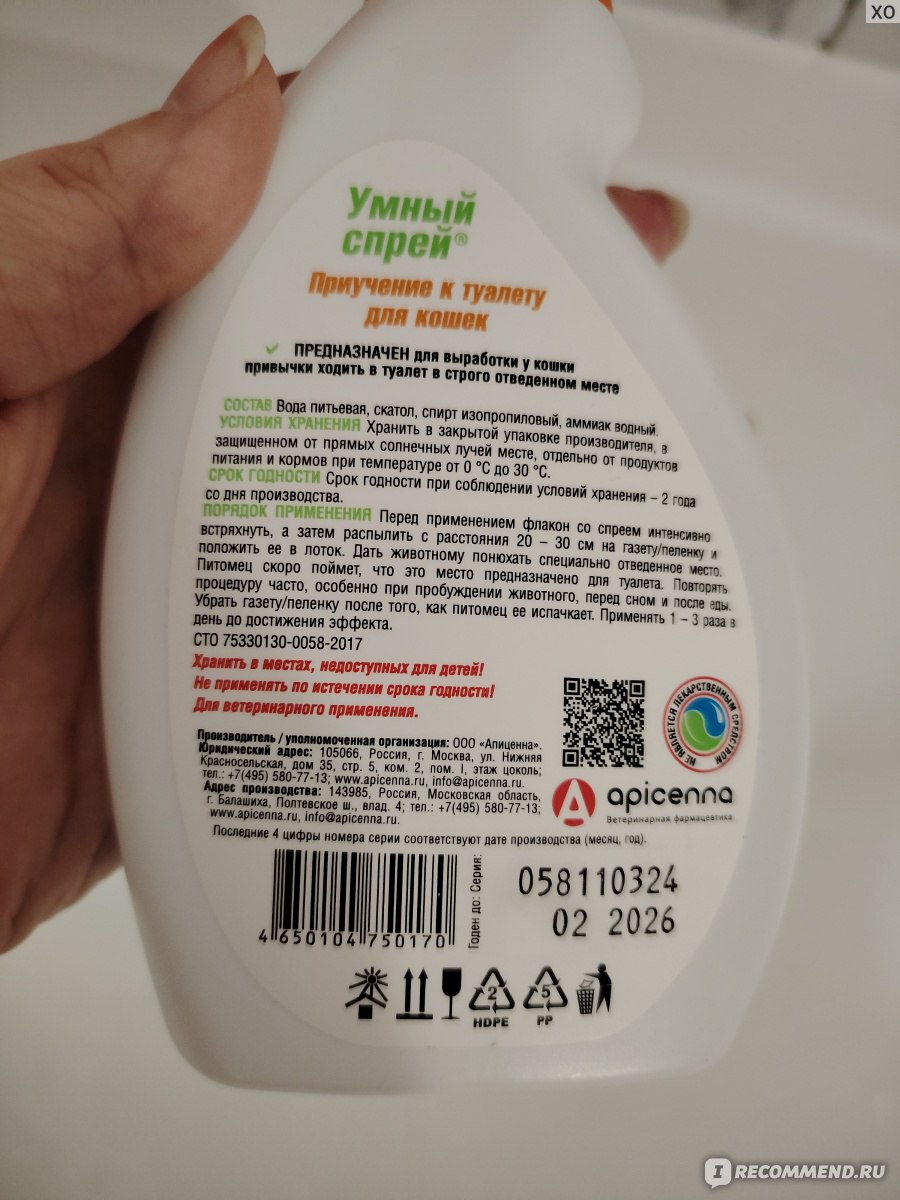 XO
Умный
спрей®
Приучение к туалету
для кошек
ПРЕДНАЗНАЧЕН для выработки у кошки
привычки ходить в туалет в строго отведенном месте
СОСТАВ Вода питьевая, скатол, спирт изопропиловый, аммиак водный.
УСЛОВИЯ ХРАНЕНИЯ Хранить в закрытой упаковке производителя, в
защищенном от прямых солнечных лучей месте, отдельно от продуктов
питания и кормов при температуре от 0 °С до 30 °С.
СРОК ГОДНОСТИ Срок годности при соблюдении условий хранения – 2 года
со дня производства.
ПОРЯДОК ПРИМЕНЕНИЯ Перед применением флакон со спреем интенсивно
встряхнуть, а затем распылить с расстояния 20 – 30 см на газету/пеленку и
положить ее в лоток. Дать животному понюхать специально отведенное место.
Питомец скоро поймет, что это место предназначено для туалета. Повторять
процедуру часто, особенно при пробуждении животного, перед сном и после еды.
Убрать газету/пеленку после того, как питомец ее испачкает. Применять 1 – 3 раза в
день до достижения эффекта.
СТО 75330130-0058-2017
Хранить в местах, недоступных для детей!
Не применять по истечении срока годности!
Для ветеринарного применения.
НЕ ЯВЛЯЕТСЯ ЛЕКАРСТВЕННЫМ СРЕДСТВОМ
Производитель / уполномоченная организация: ООО «Апиценна».
Юридический адрес: 105066, Россия, г. Москва, ул. Нижняя
Красносельская, дом 35, стр. 5, ком. 2, пом. I, этаж цоколь;
тел.: +7(495) 580-77-13; www.apicenna.ru, info@apicenna.ru.
Адрес производства: 143985, Россия, Московская область,
г. Балашиха, Полтевское ш., влад. 4; тел.: +7(495) 580-77-13;
www.apicenna.ru, info@apicenna.ru.
apicenna
Ветеринарная фармацевтика
Последние 4 цифры номера серии соответствуют дате производства (месяц, год).
4 650104 750170
Годен до: Серия:
058110324
02 2026
2
HDPE
5
PP
IRECOMMEND.RU